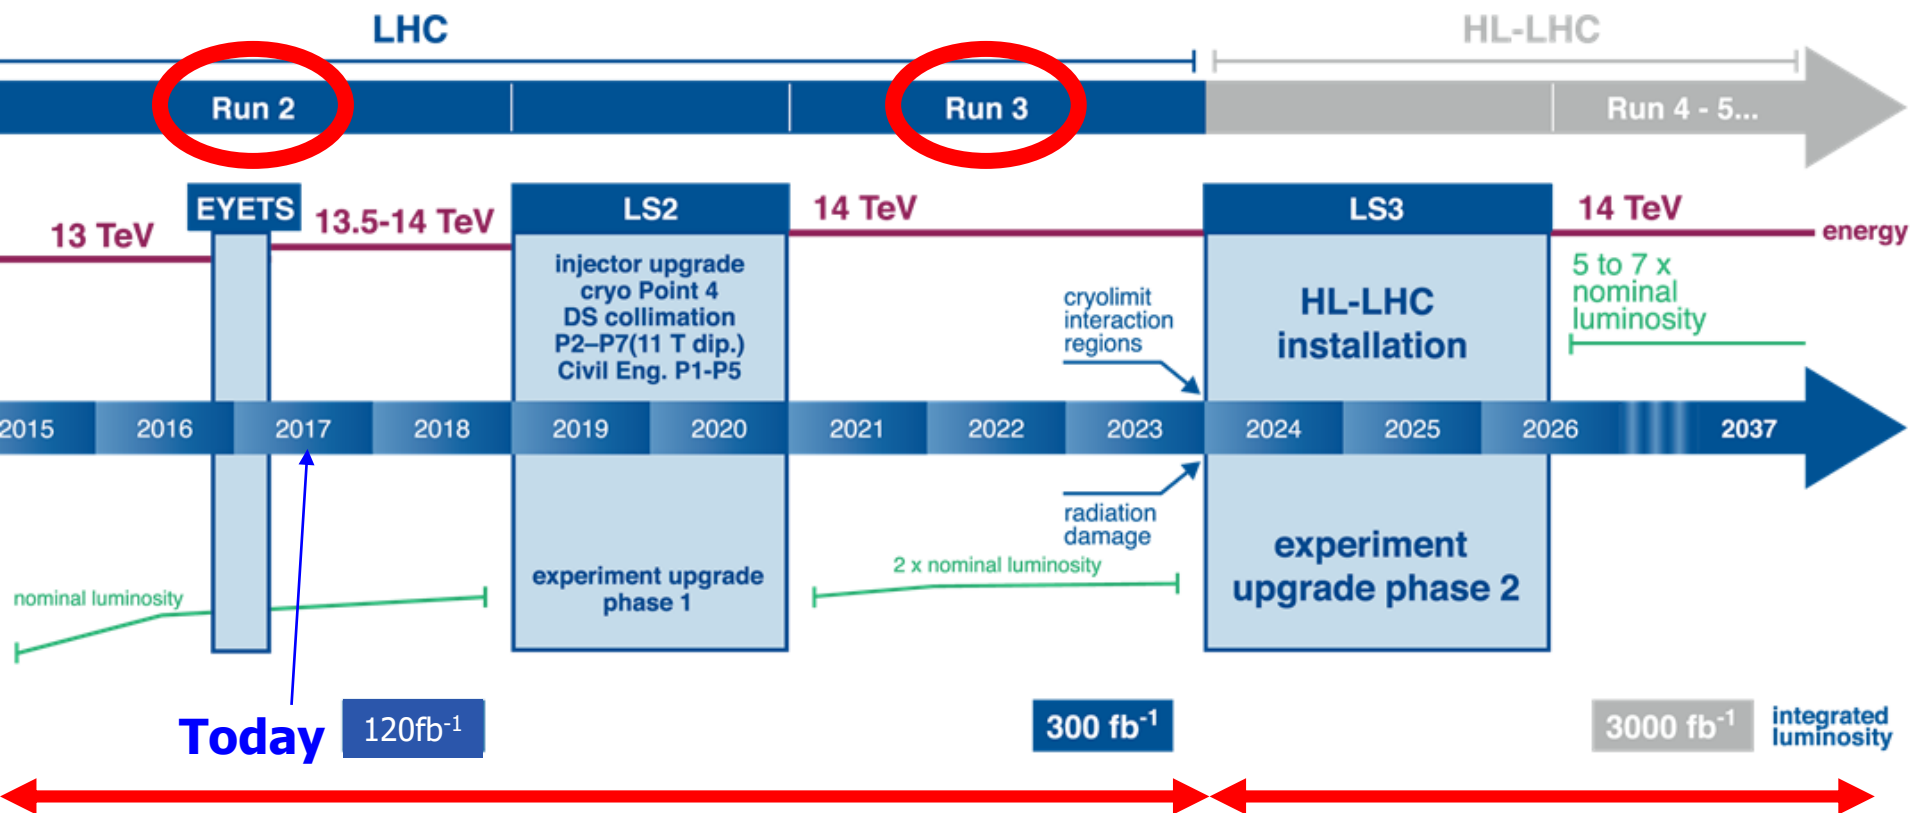 LHC
HL-LHC
Run 2
Run 3
Run 4 - 5...
EYETS
LS2
LS3
13 TeV
13.5-14 TeV
14 TeV
14 TeV
energy
injector upgrade
cryo Point 4
DS collimation
P2–P7(11 T dip.)
Civil Eng. P1-P5
cryolimit
interaction
regions
HL-LHC
installation
5 to 7 x
nominal
luminosity
2015
2016
2017
2018
2019
2020
2021
2022
2023
2024
2025
2026
2037
radiation
damage
nominal luminosity
experiment upgrade
phase 1
2 x nominal luminosity
experiment
upgrade phase 2
Today
120fb-1
300 fb-1
3000 fb-1
integrated
luminosity